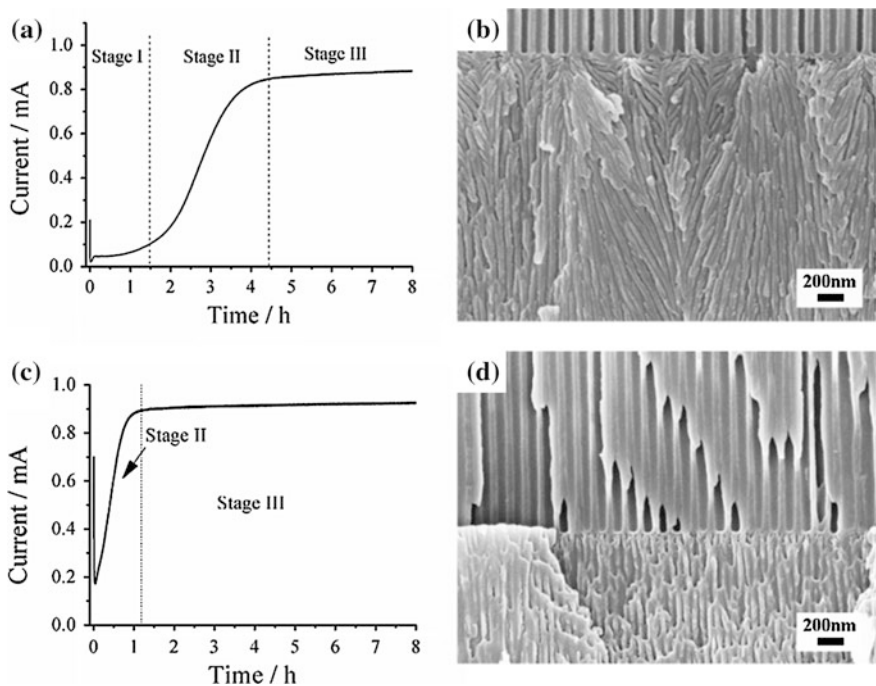 (a)
1.0
0.8
0.6
0.4
0.2
0.0
Current / mA
Stage I
Stage II
Stage III
0 1 2 3 4 5 6 7 8
Time / h
(b)
200nm
(c)
1.0
0.8
0.6
0.4
0.2
0.0
Current / mA
Stage II
Stage III
0 1 2 3 4 5 6 7 8
Time / h
(d)
200nm